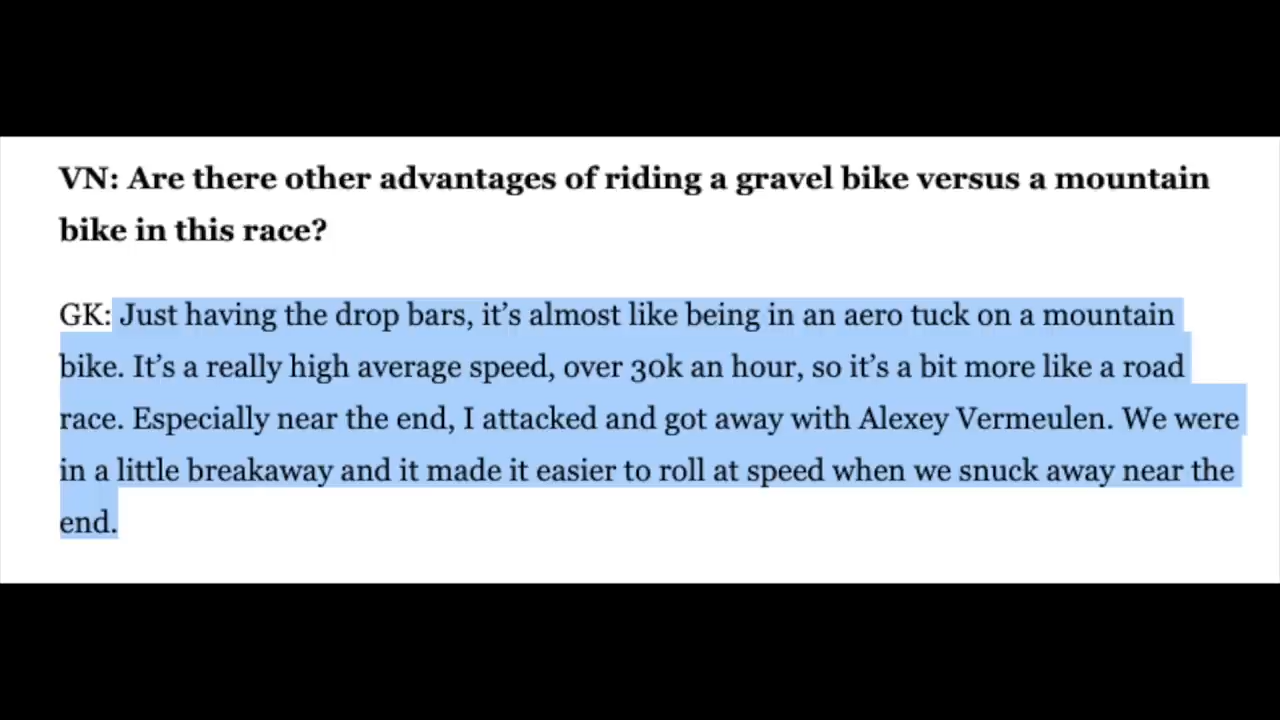 VN: Are there other advantages of riding a gravel bike versus a mountain
bike in this race?
GK: Just having the drop bars, it’s almost like being in an aero tuck on a mountain
bike. It’s a really high average speed, over 30k an hour, so it’s a bit more like a road
race. Especially near the end, I attacked and got away with Alexey Vermeulen. We were
in a little breakaway and it made it easier to roll at speed when we snuck away near the
end.